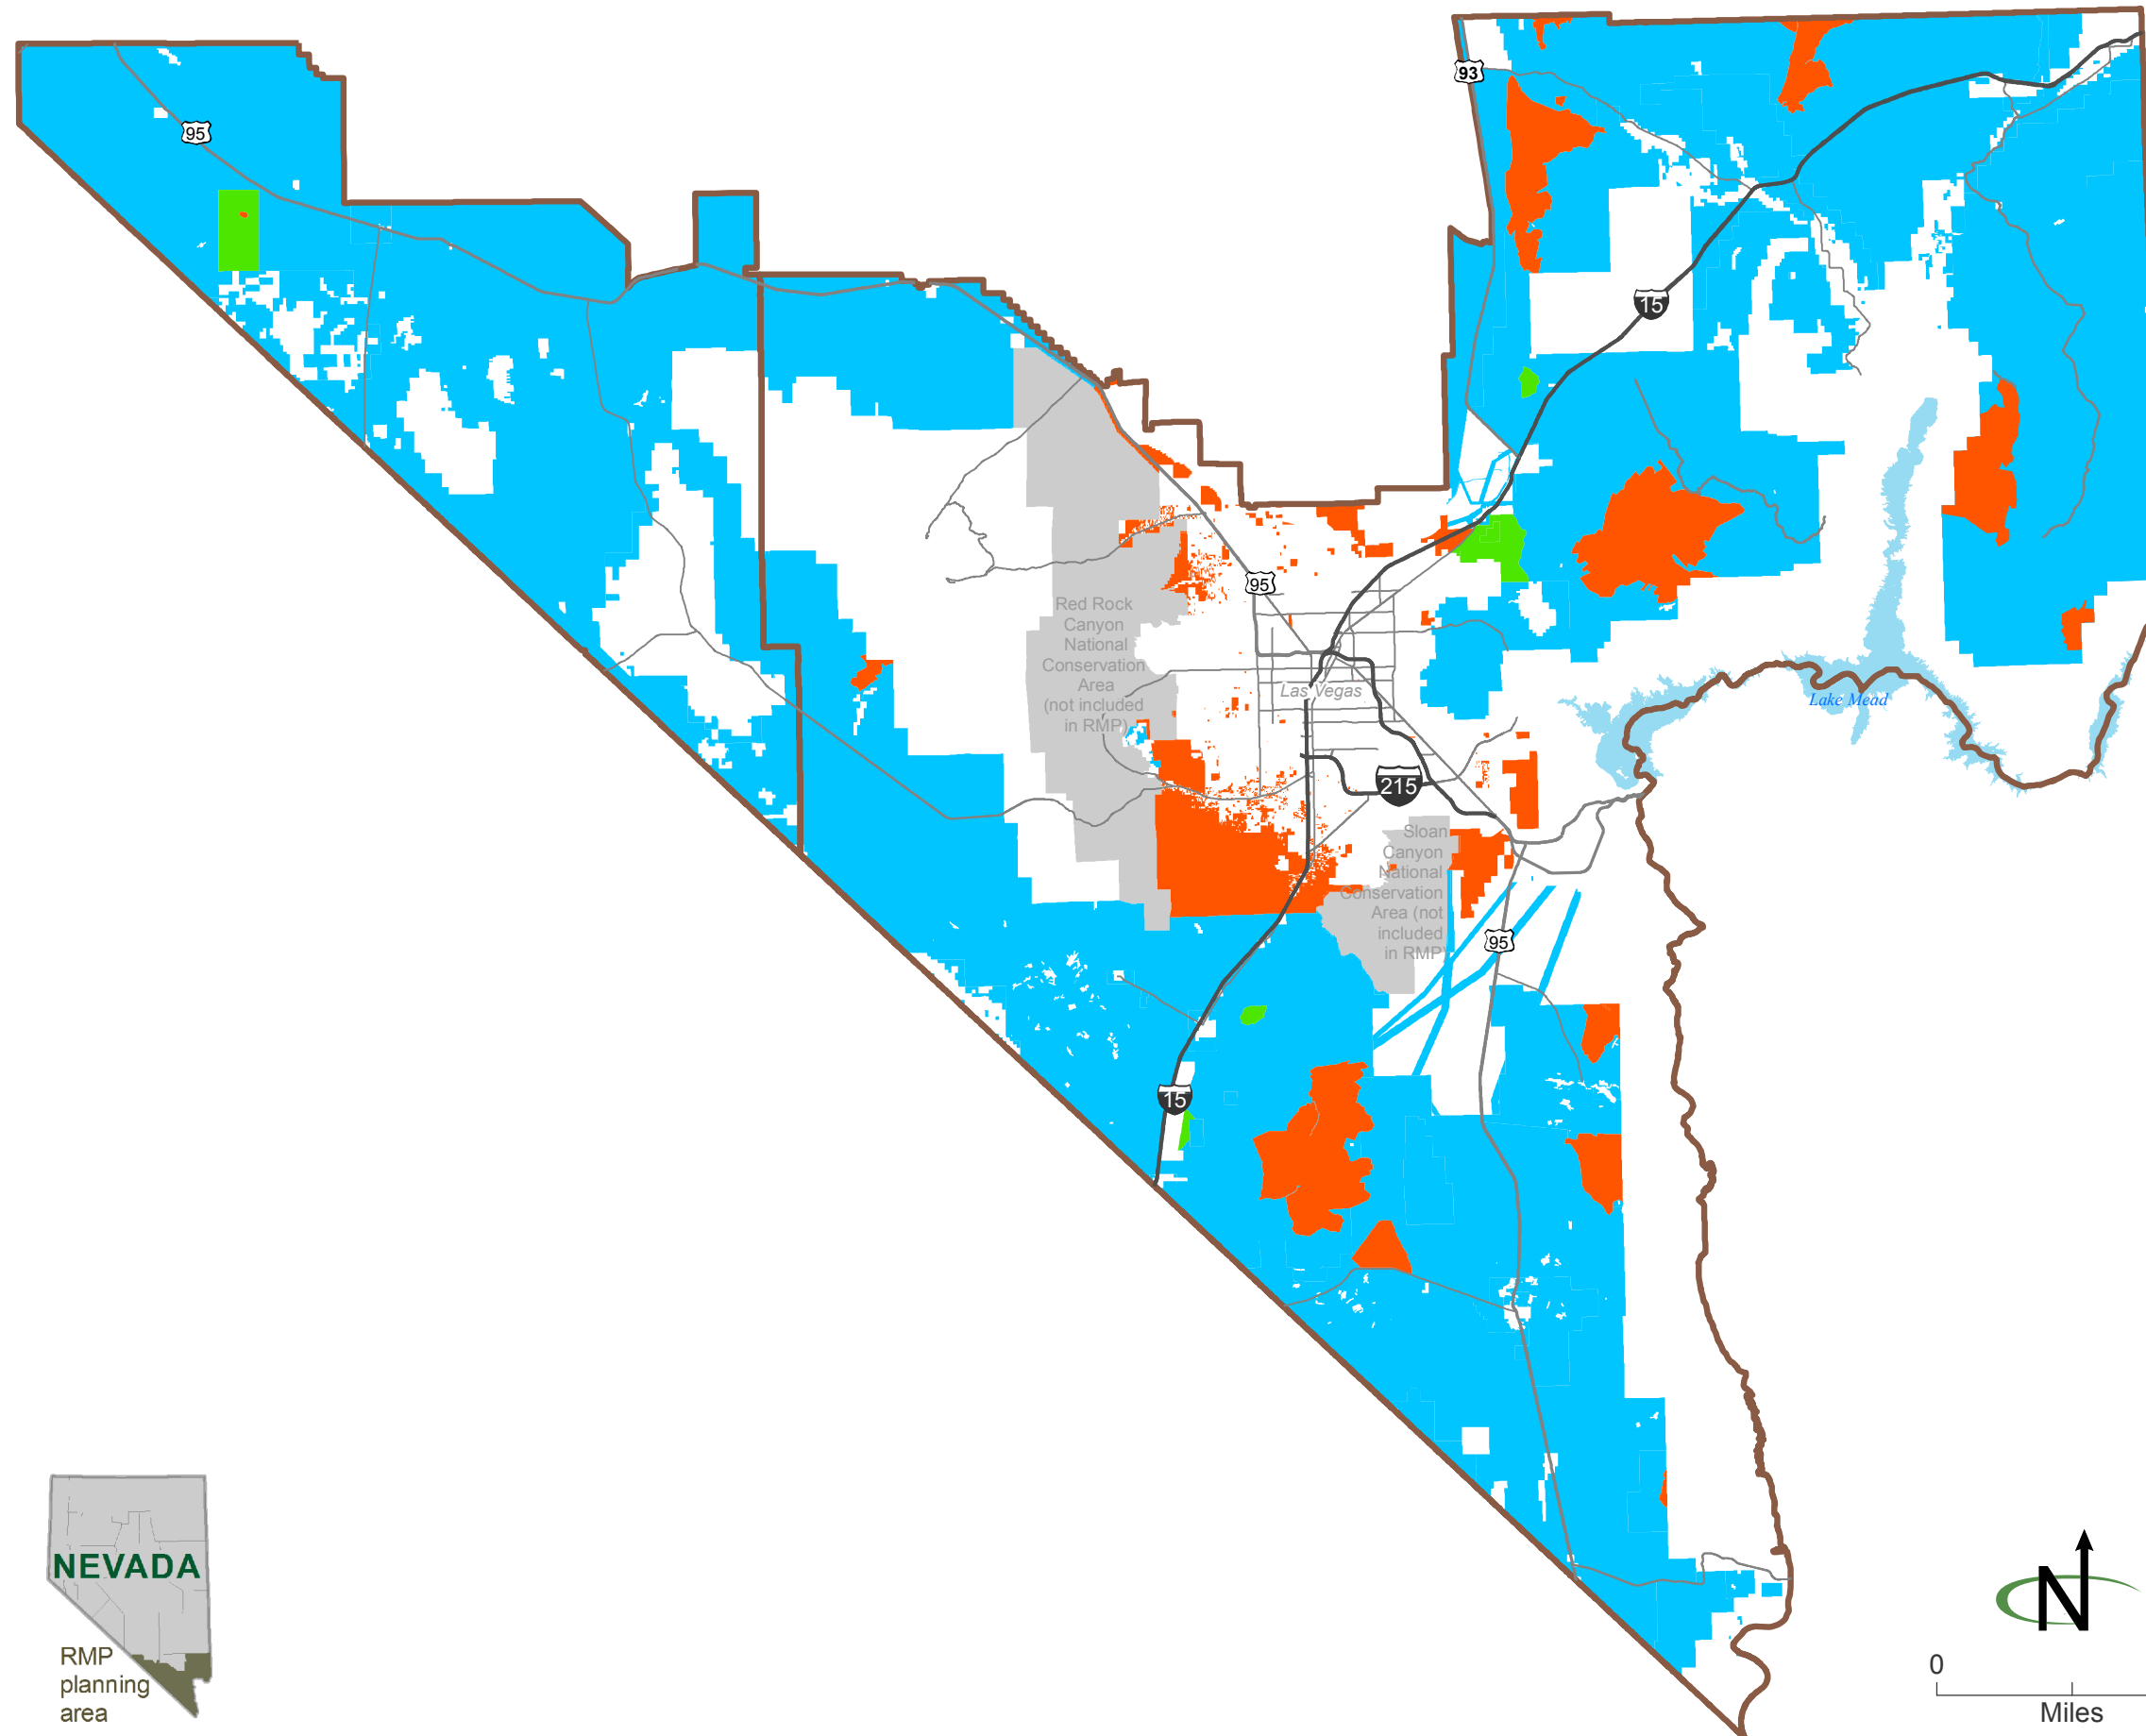 93
95
15
95
Red Rock
Canyon
National
Conservation
Area
(not included
in RMP)
Las Vegas
Lake Mead
215
Sloan
Canyon
National
Conservation
Area (not
included
in RMP)
95
15
NEVADA
RMP
planning
area
N
0
Miles